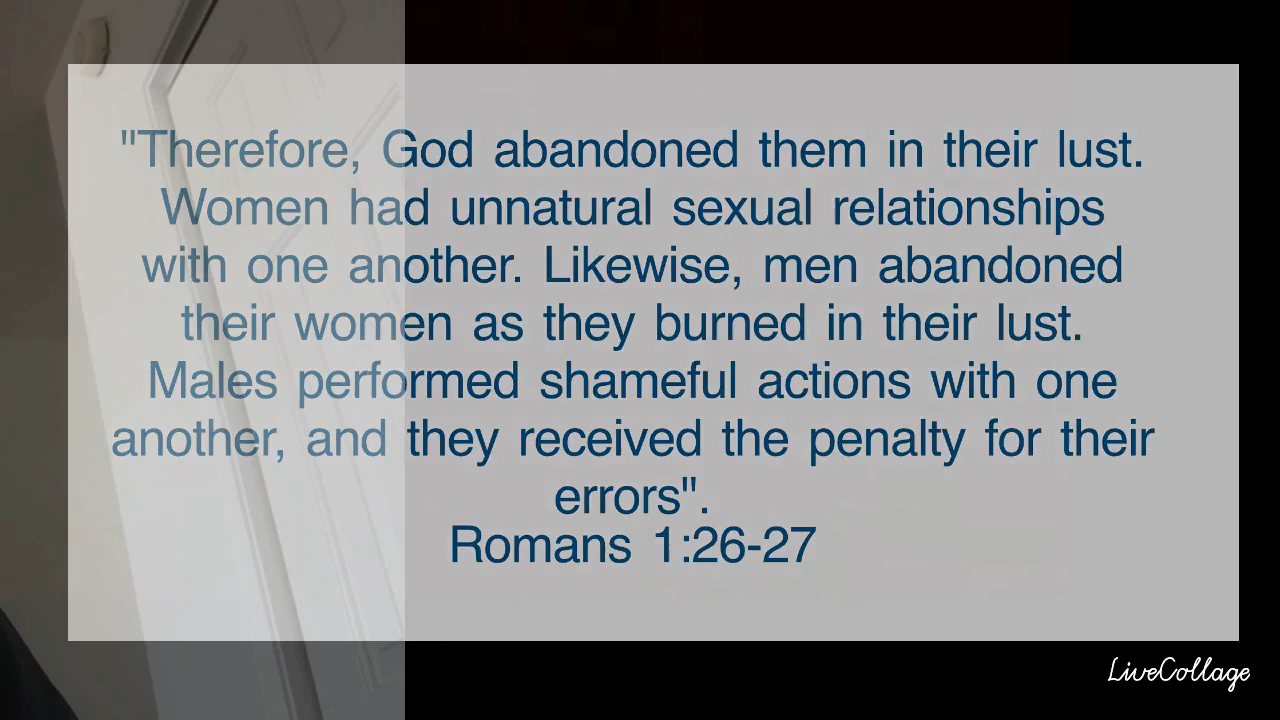 "Therefore, God abandoned them in their lust.
Women had unnatural sexual relationships
with one another. Likewise, men abandoned
their women as they burned in their lust.
Males performed shameful actions with one
another, and they received the penalty for their
errors".
Romans 1:26-27
LiveCollage